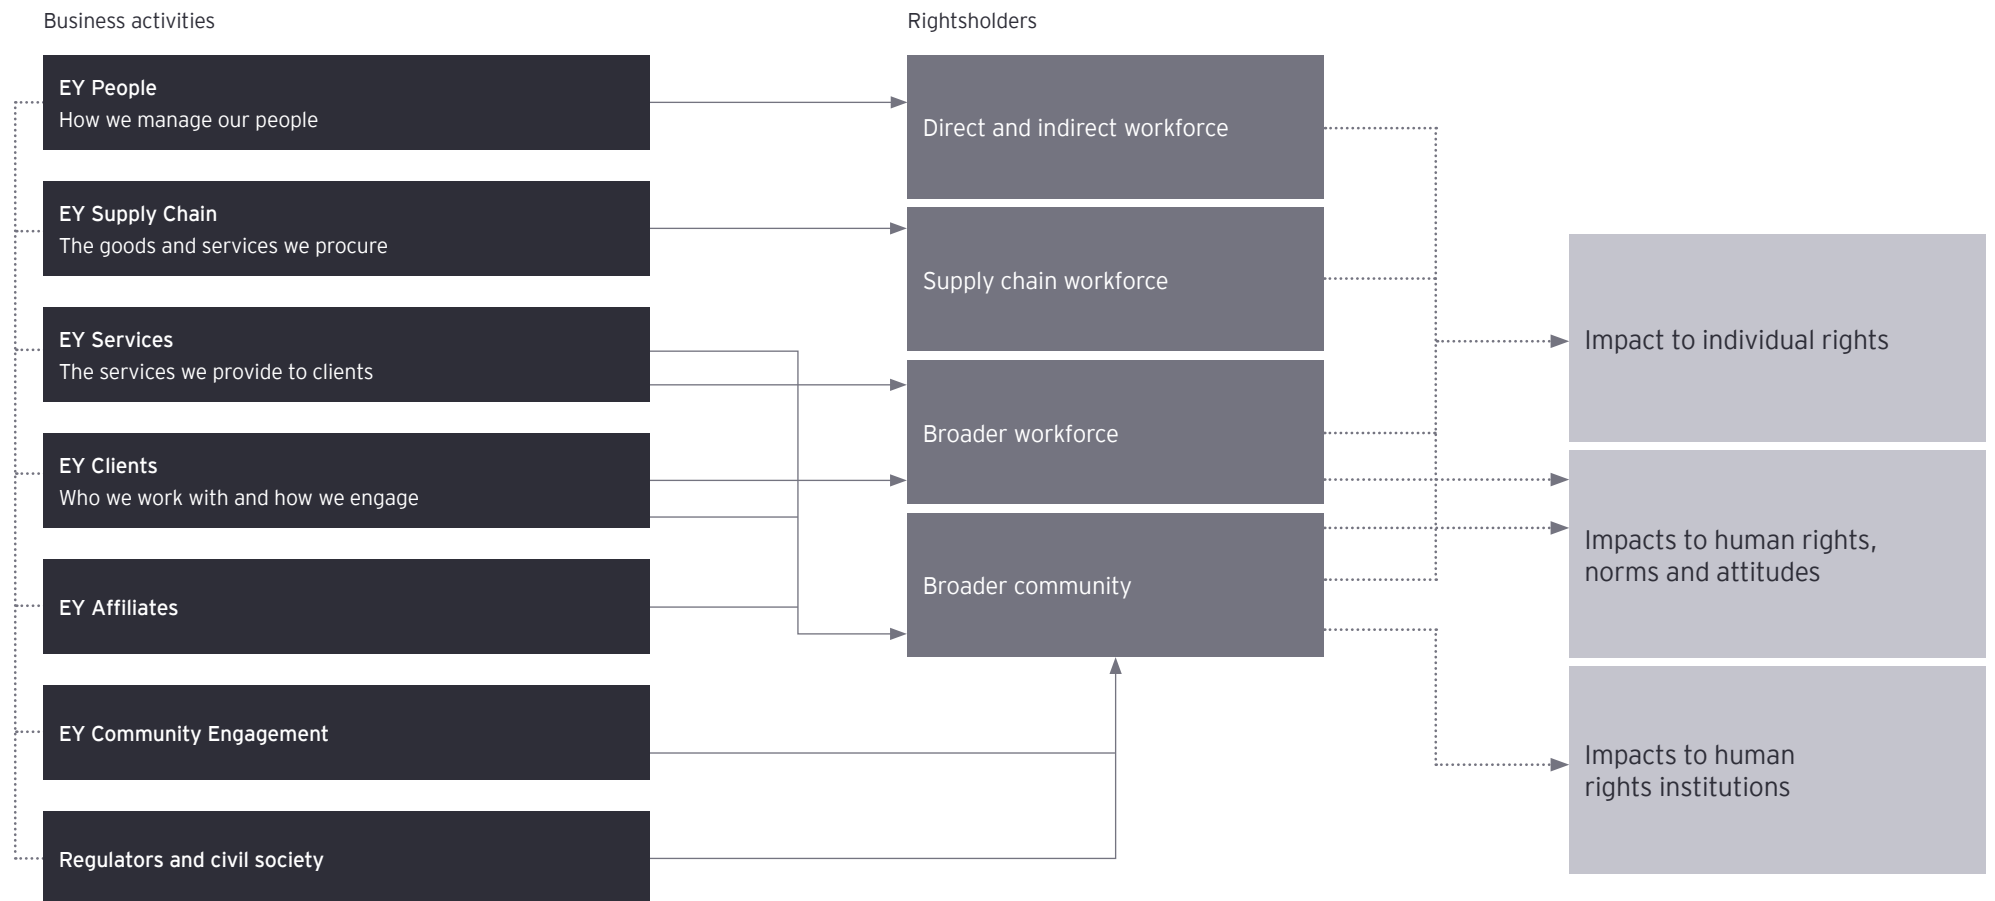 Business activities
EY People
How we manage our people
EY Supply Chain
The goods and services we procure
EY Services
The services we provide to clients
EY Clients
Who we work with and how we engage
EY Affiliates
EY Community Engagement
Regulators and civil society
Rightsholders
Direct and indirect workforce
Supply chain workforce
Broader workforce
Broader community
Impact to individual rights
Impacts to human rights,
norms and attitudes
Impacts to human
rights institutions